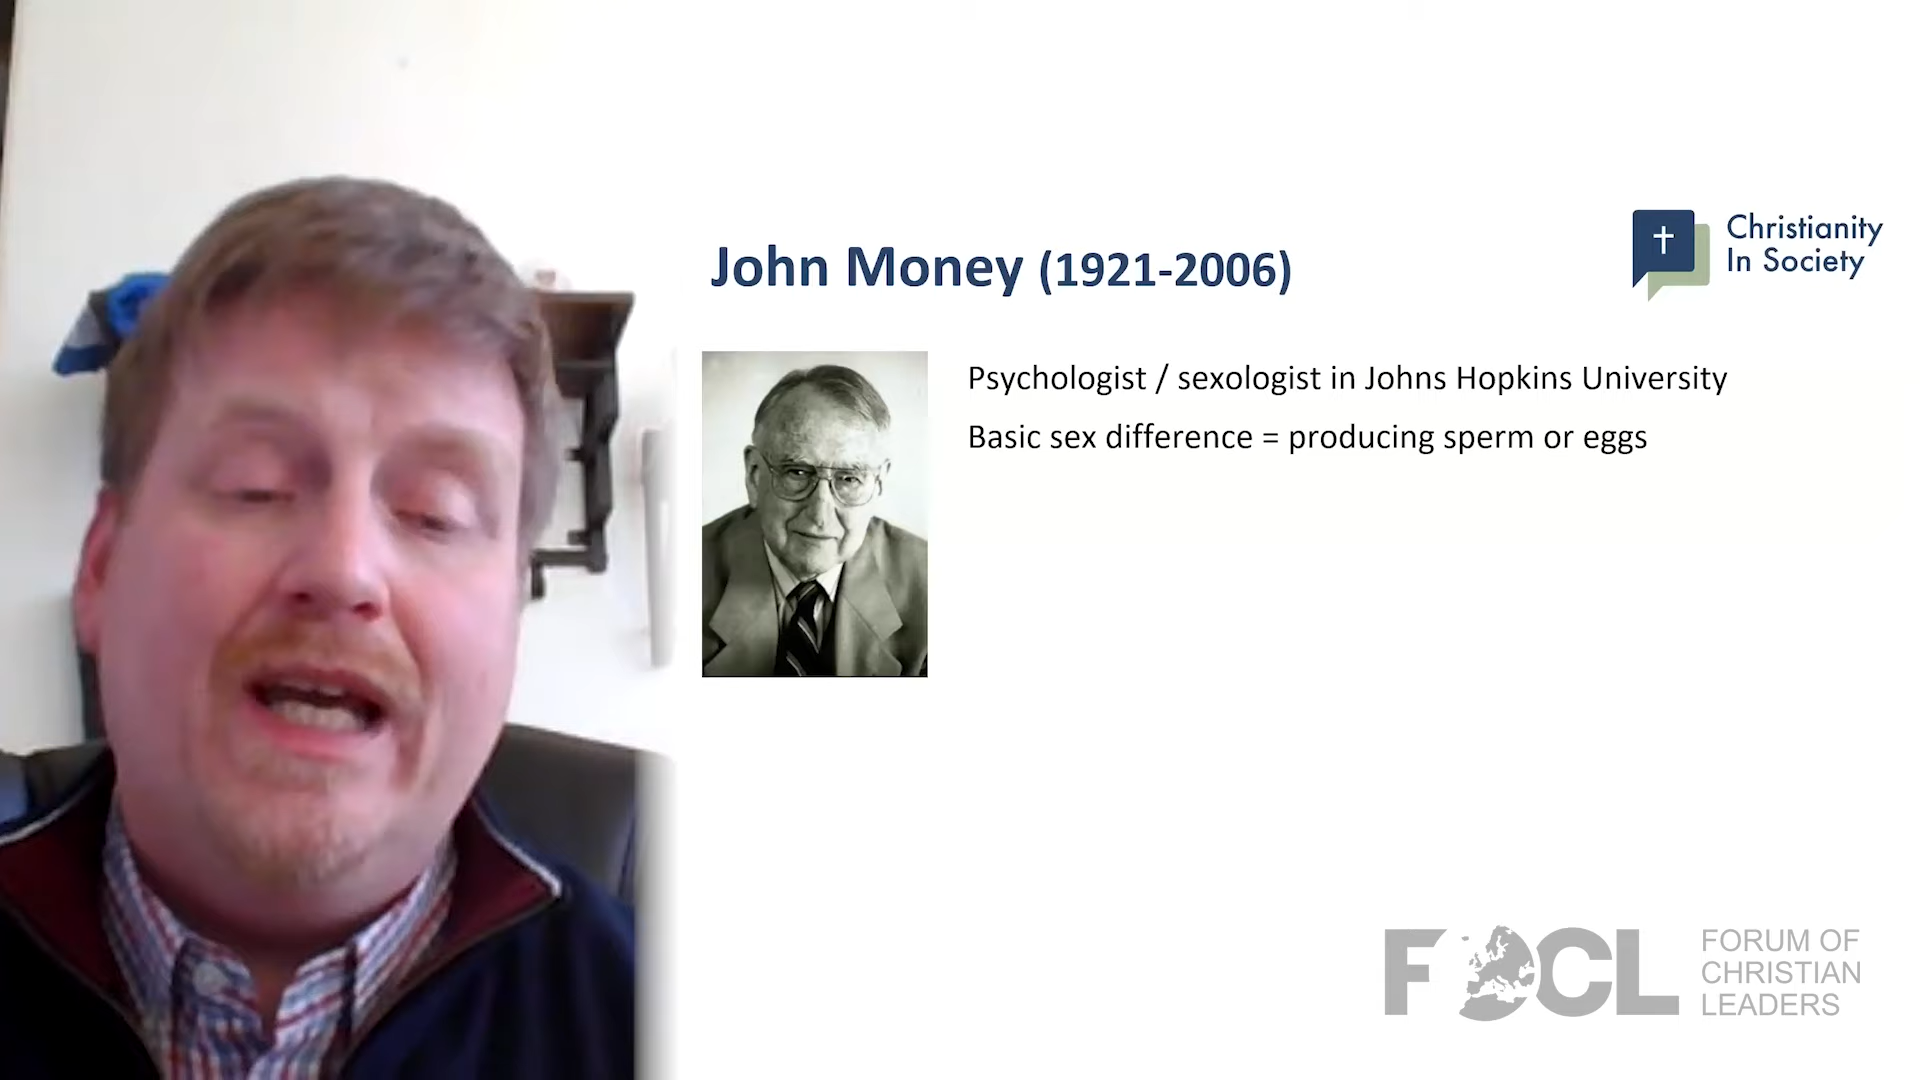 John Money (1921-2006)
Christianity
In Society
Psychologist / sexologist in Johns Hopkins University
Basic sex difference = producing sperm or eggs
FOCL
FORUM OF
CHRISTIAN
LEADERS